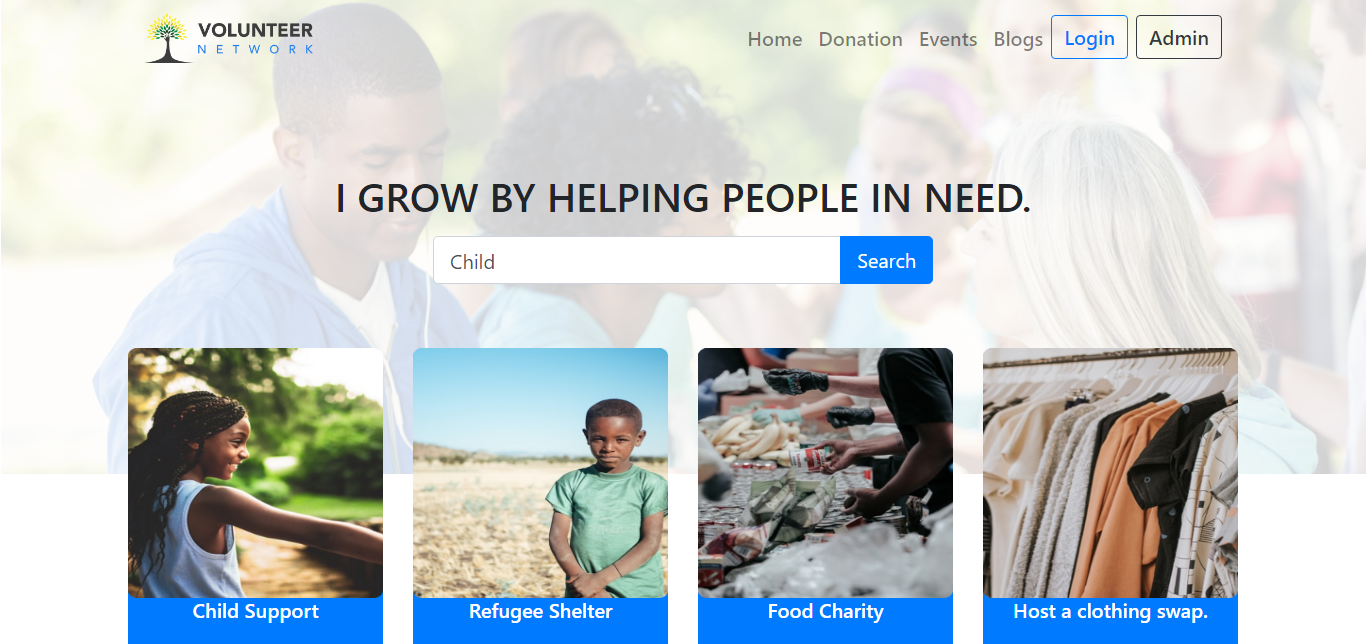 VOLUNTEER
NETWORK
Home Donation Events Blogs Login Admin
I GROW BY HELPING PEOPLE IN NEED.
Child Search
Child Support Refugee Shelter Food Charity Host a clothing swap.